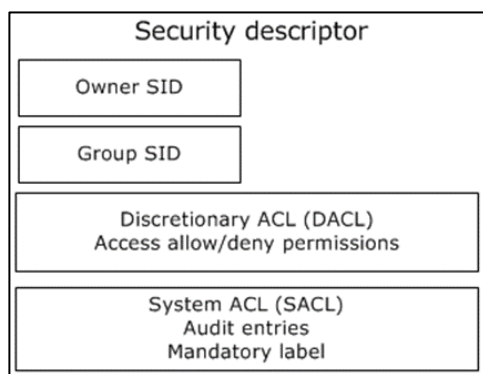 Security descriptor
Owner SID
Group SID
Discretionary ACL (DACL)
Access allow/deny permissions
System ACL (SACL)
Audit entries
Mandatory label